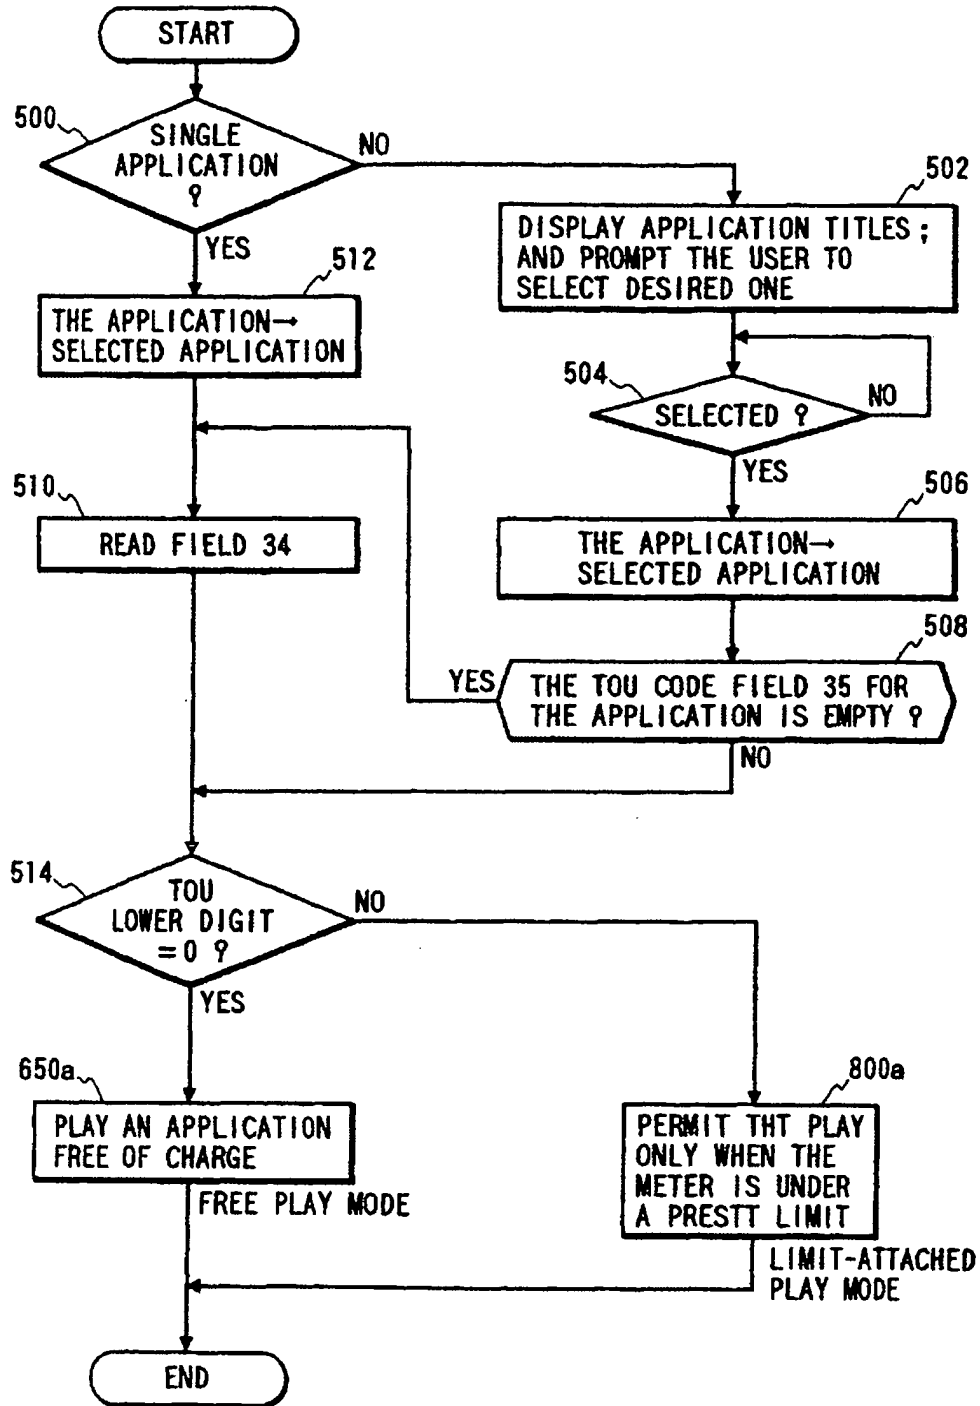 START
500
SINGLE
APPLICATION
?
NO
YES
502
DISPLAY APPLICATION TITLES;
AND PROMPT THE USER TO
SELECT DESIRED ONE
512
THE APPLICATION→
SELECTED APPLICATION
504
SELECTED ?
NO
YES
510
READ FIELD 34
506
THE APPLICATION→
SELECTED APPLICATION
508
YES
THE TOU CODE FIELD 35 FOR
THE APPLICATION IS EMPTY ?
NO
514
TOU
LOWER DIGIT
=0 ?
NO
YES
650a
PLAY AN APPLICATION
FREE OF CHARGE
FREE PLAY MODE
800a
PERMIT THT PLAY
ONLY WHEN THE
METER IS UNDER
A PRESTT LIMIT
LIMIT-ATTACHED
PLAY MODE
END